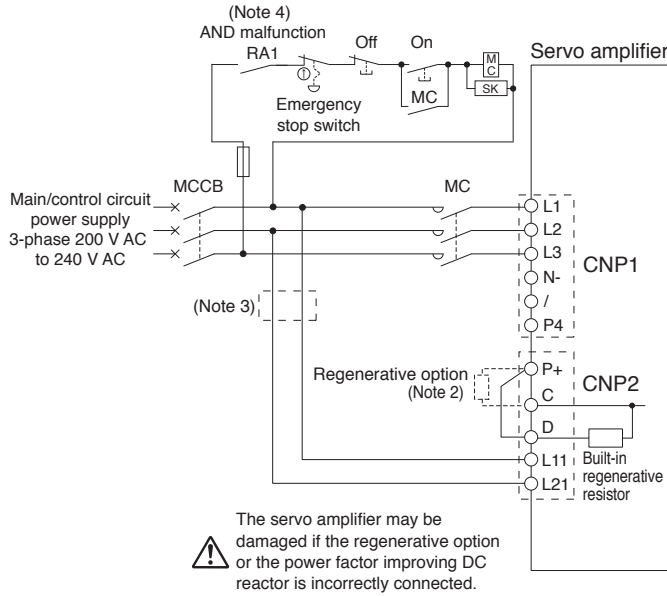 (Note 4)
AND malfunction
RA1
Off
On
MC
SK
MC
Emergency
stop switch
Servo amplifier
MCCB
MC
Main/control circuit
power supply
3-phase 200 V AC
to 240 V AC
L1
L2
L3
N-
/
P4
CNP1
(Note 3)
Regenerative option
(Note 2)
P+
C
D
L11
L21
CNP2
Built-in
regenerative
resistor
The servo amplifier may be
damaged if the regenerative option
or the power factor improving DC
reactor is incorrectly connected.